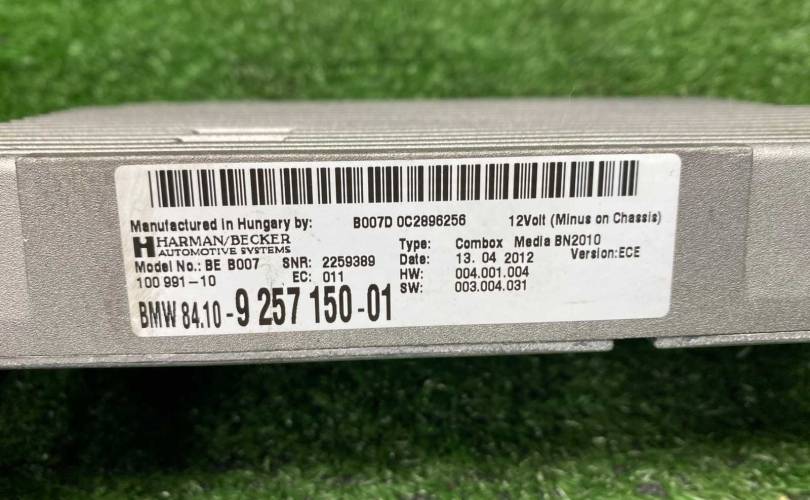 Manufactured in Hungary by: B007D 0C2896256 12Volt (Minus on Chassis)
HARMAN/BECKER
AUTOMOTIVE SYSTEMS
Type: Combox Media BN2010
Model No.: BE B007 SNR: 2259389 Date: 13. 04 2012 Version:ECE
100 991-10 EC: 011 HW: 004.001.004
SW: 003.004.031
BMW 84.10-9 257 150-01